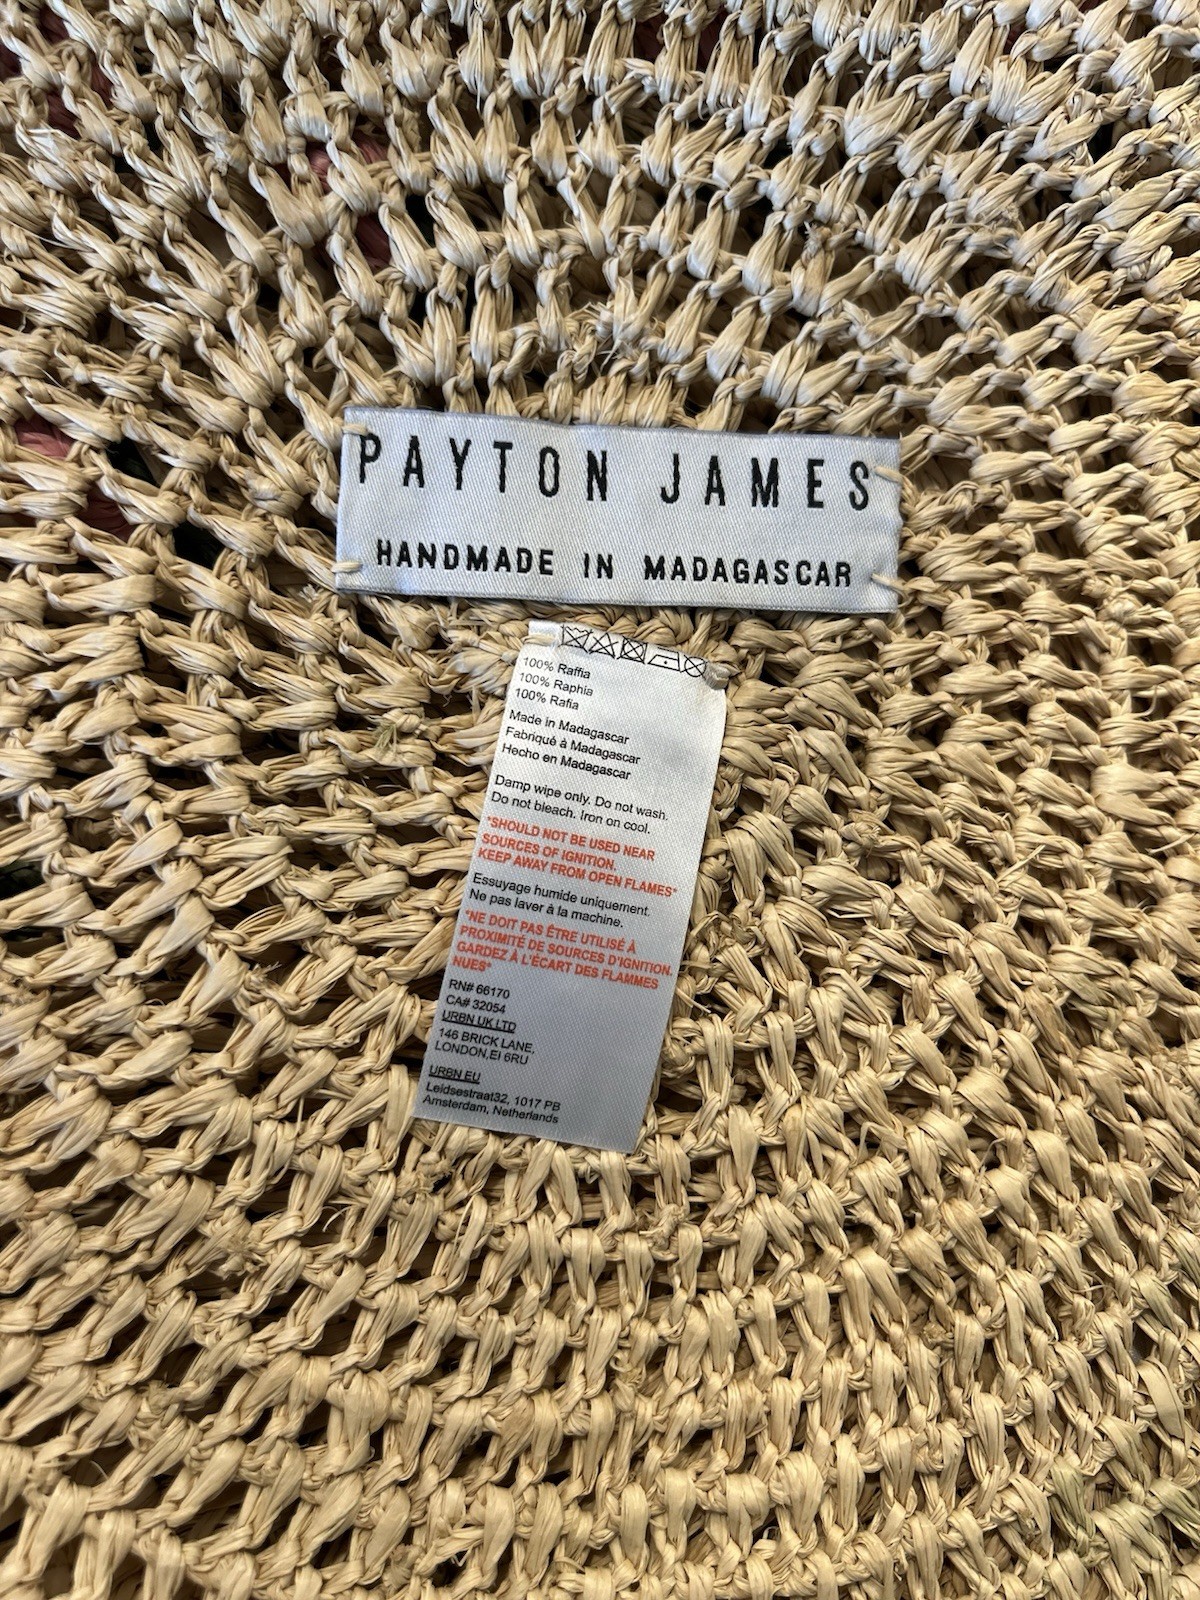 PAYTON JAMES
HANDMADE IN MADAGASCAR
100% Raffia
100% Raphia
100% Rafia
Made in Madagascar
Fabriqué à Madagascar
Hecho en Madagascar
Damp wipe only. Do not wash.
Do not bleach. Iron on cool.
*SHOULD NOT BE USED NEAR
SOURCES OF IGNITION.
KEEP AWAY FROM OPEN FLAMES*
Essuyage humide uniquement.
Ne pas laver à la machine.
*NE DOIT PAS ÊTRE UTILISÉ À
PROXIMITÉ DE SOURCES D'IGNITION.
GARDEZ À L'ÉCART DES FLAMMES
NUES*
RN# 66170
CA# 32054
URBN UK LTD
146 BRICK LANE,
LONDON,EI 6RU
URBN EU
Leidsestraat32, 1017 PB
Amsterdam, Netherlands